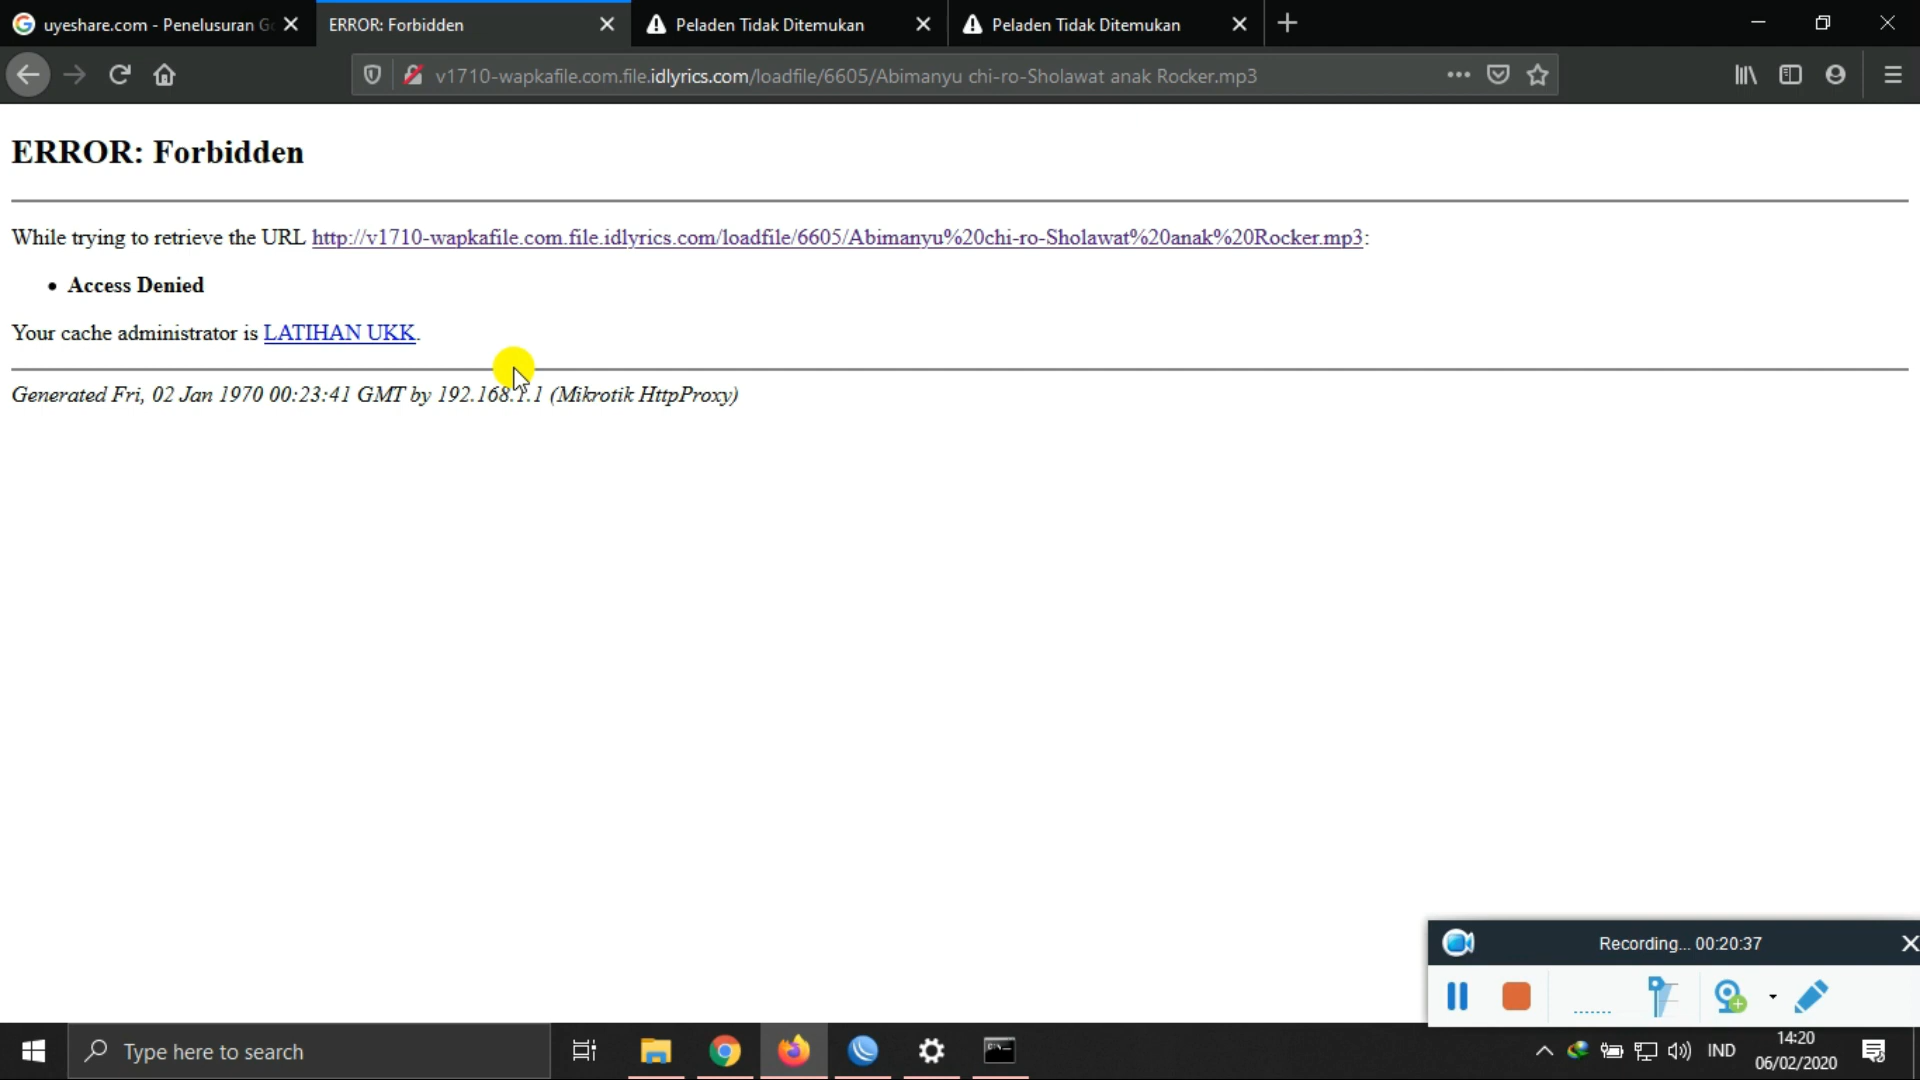 uyeshare.com - Penelusuran G
ERROR: Forbidden
Peladen Tidak Ditemukan
Peladen Tidak Ditemukan
v1710-wapkafile.com.file.idlyrics.com/loadfile/6605/Abimanyu chi-ro-Sholawat anak Rocker.mp3
ERROR: Forbidden
While trying to retrieve the URL http://v1710-wapkafile.com.file.idlyrics.com/loadfile/6605/Abimanyu%20chi-ro-Sholawat%20anak%20Rocker.mp3:
• Access Denied
Your cache administrator is LATIHAN UKK.
Generated Fri, 02 Jan 1970 00:23:41 GMT by 192.168.1.1 (Mikrotik HttpProxy)
Recording... 00:20:37
Type here to search
IND
14:20
06/02/2020